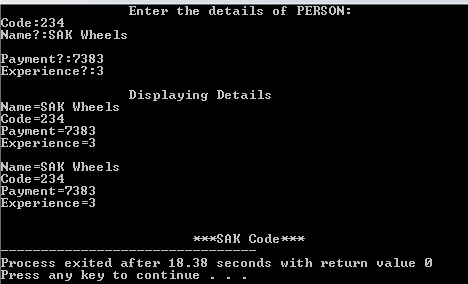 Enter the details of PERSON:
Code:234
Name?:SAK Wheels
Payment?:7383
Experience?:3
Displaying Details
Name=SAK Wheels
Code=234
Payment=7383
Experience=3
Name=SAK Wheels
Code=234
Payment=7383
Experience=3
***SAK Code***
--------------------------------
Process exited after 18.38 seconds with return value 0
Press any key to continue . . .